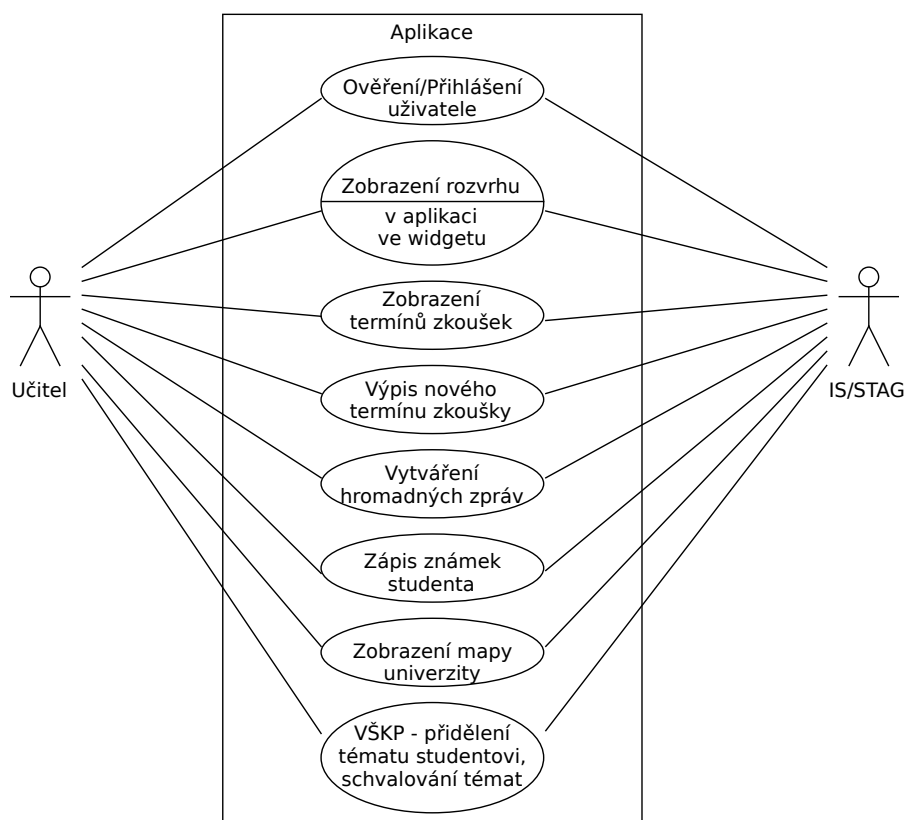 Aplikace
Ověření/Přihlášení
uživatele
Zobrazení rozvrhu
v aplikaci
ve widgetu
Zobrazení
termínů zkoušek
Učitel
Výpis nového
termínu zkoušky
IS/STAG
Vytváření
hromadných zpráv
Zápis známek
studenta
Zobrazení mapy
univerzity
VŠKP - přidělení
tématu studentovi,
schvalování témat